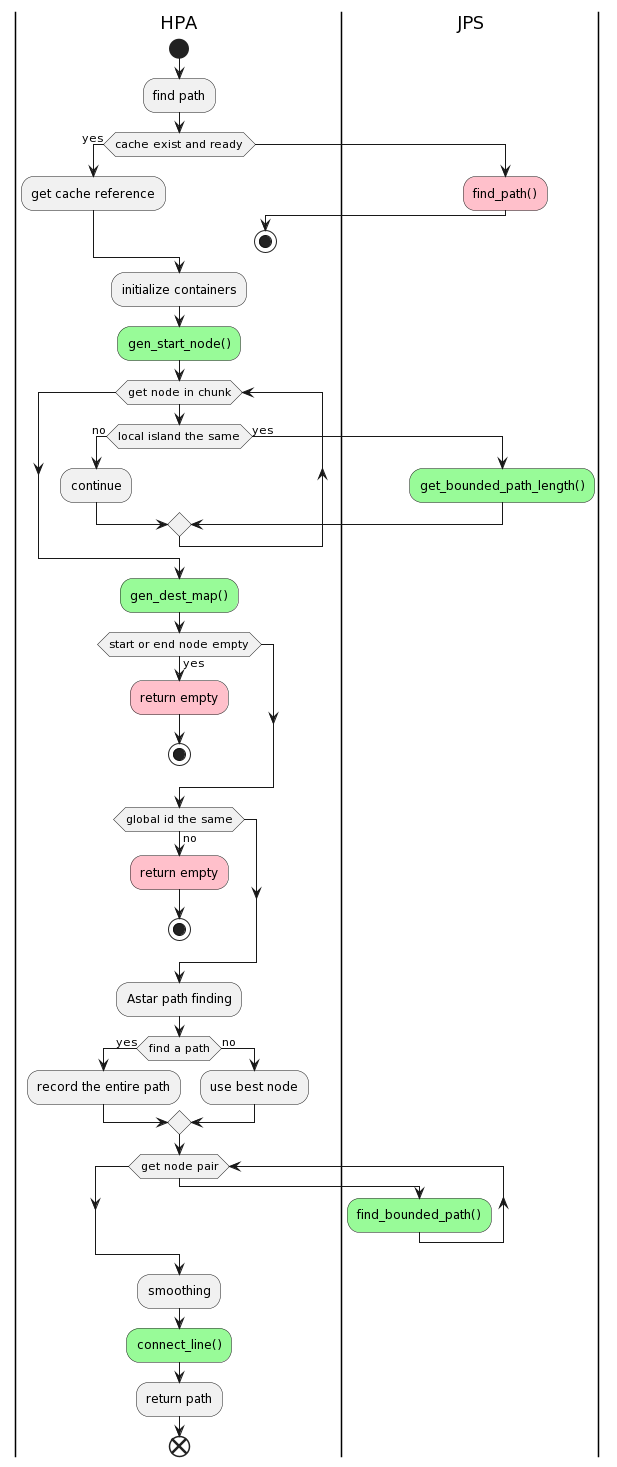 HPA
JPS
find path
yes
cache exist and ready
get cache reference
find_path()
initialize containers
gen_start_node()
get node in chunk
no
local island the same
yes
continue
get_bounded_path_length()
gen_dest_map()
start or end node empty
yes
return empty
global id the same
no
return empty
Astar path finding
yes
find a path
no
record the entire path
use best node
get node pair
find_bounded_path()
smoothing
connect_line()
return path